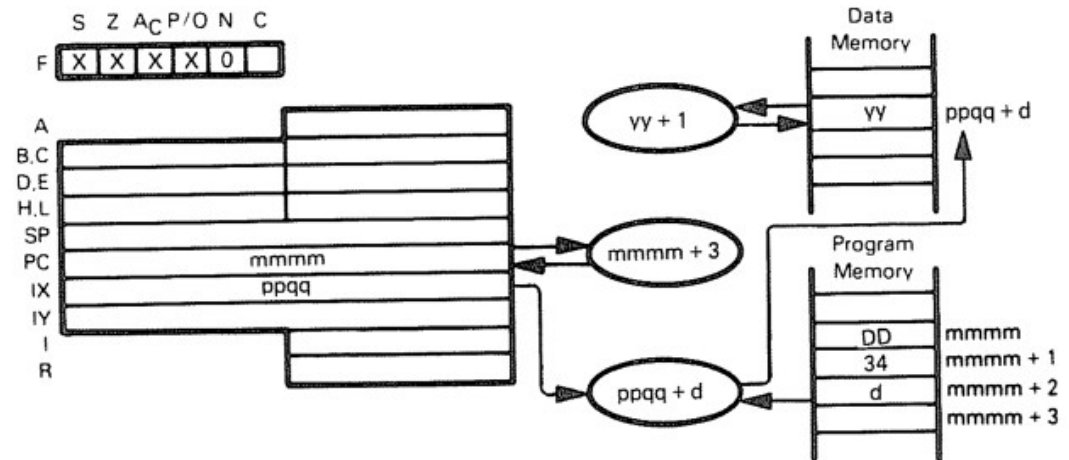 S Z AC P/O N C
F X X X X 0
A
B,C
D,E
H,L
SP
PC mmmm
IX ppqq
IY
I
R
yy + 1
mmmm + 3
ppqq + d
Data
Memory
yy
ppqq + d
Program
Memory
DD mmmm
34 mmmm + 1
d mmmm + 2
mmmm + 3